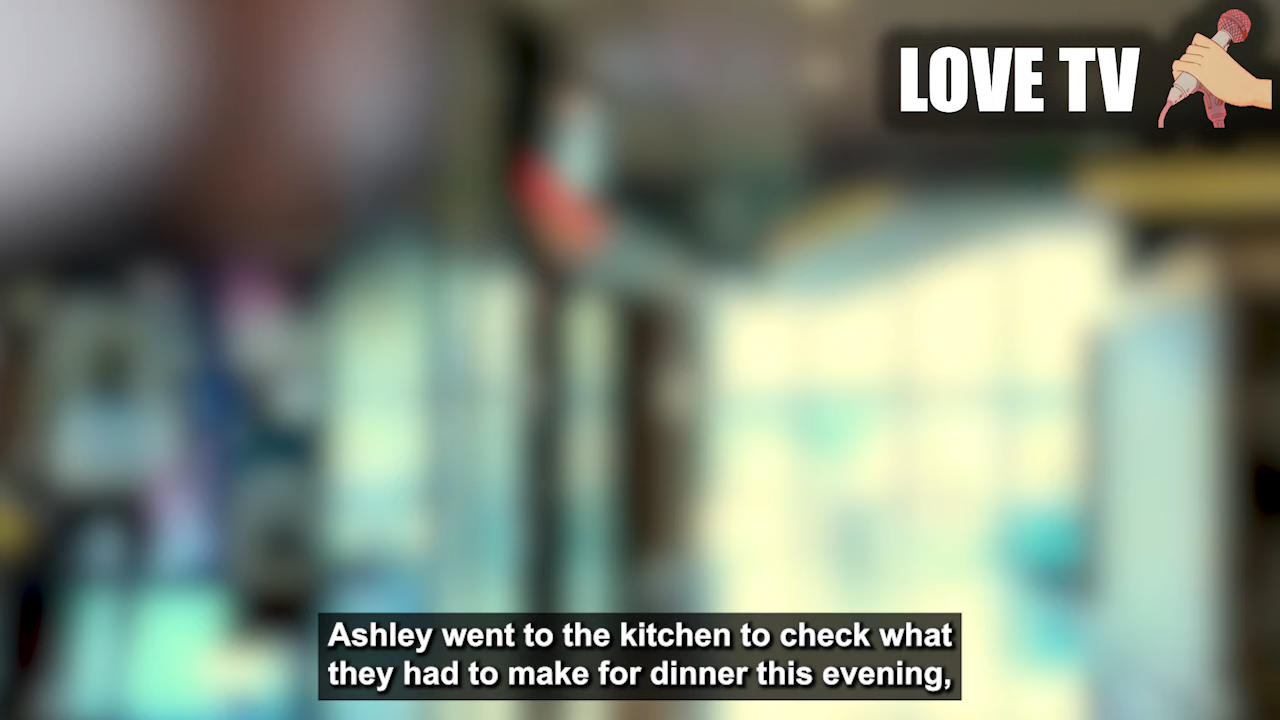 LOVE TV
Ashley went to the kitchen to check what
they had to make for dinner this evening,